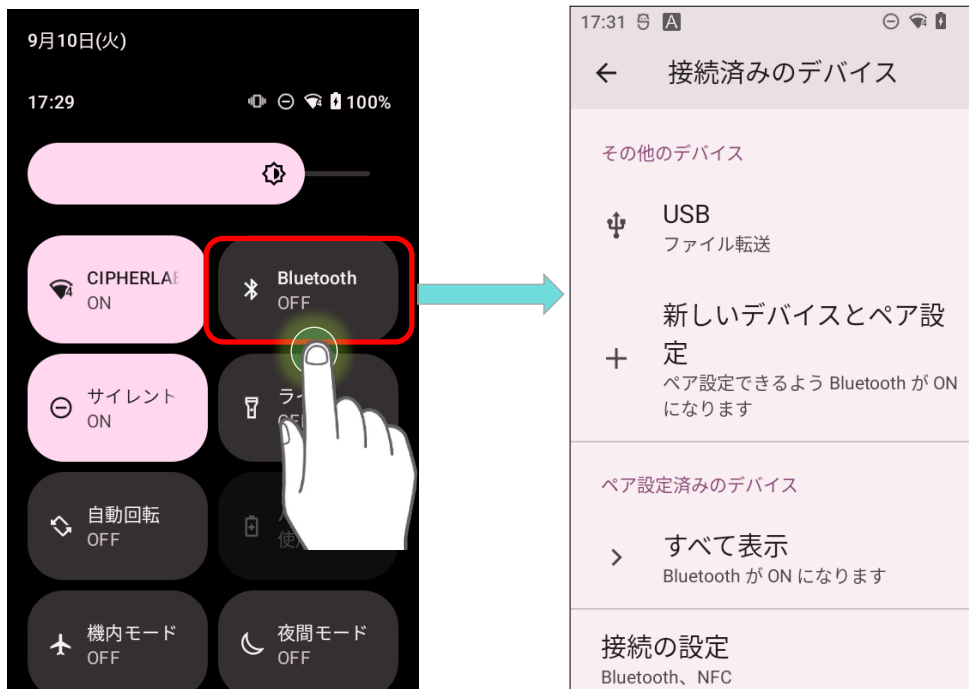 9月10日(火)
17:29
100%
CIPHERLAB
ON
Bluetooth
OFF
サイレント
ON
OFF
自動回転
OFF
機内モード
OFF
夜間モード
OFF
17:31
A
接続済みのデバイス
その他のデバイス
USB
ファイル転送
新しいデバイスとペア設
定
ペア設定できるよう Bluetooth が ON
になります
ペア設定済みのデバイス
すべて表示
Bluetooth が ON になります
接続の設定
Bluetooth、NFC